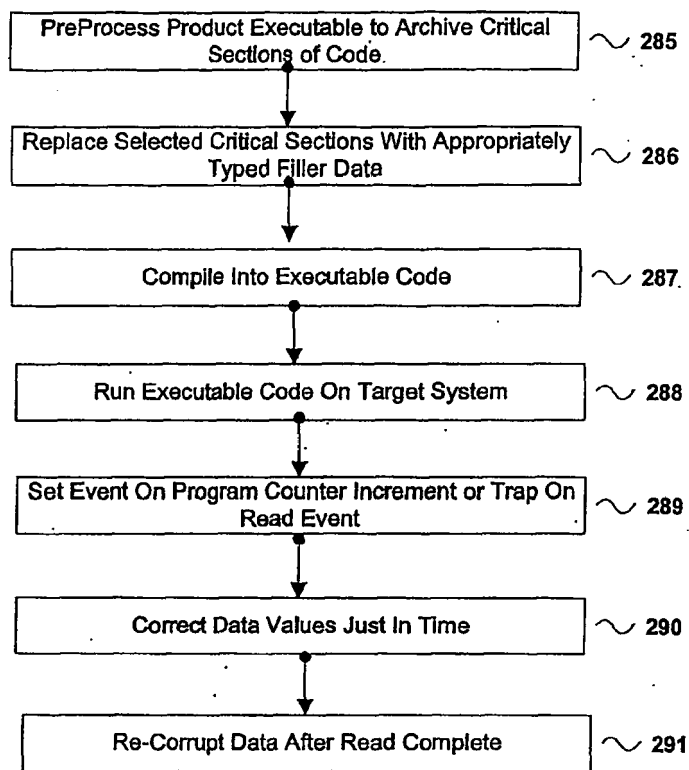 PreProcess Product Executable to Archive Critical
Sections of Code.
285
Replace Selected Critical Sections With Appropriately
Typed Filler Data
286
Compile Into Executable Code
287
Run Executable Code On Target System
288
Set Event On Program Counter Increment or Trap On
Read Event
289
Correct Data Values Just In Time
290
Re-Corrupt Data After Read Complete
291